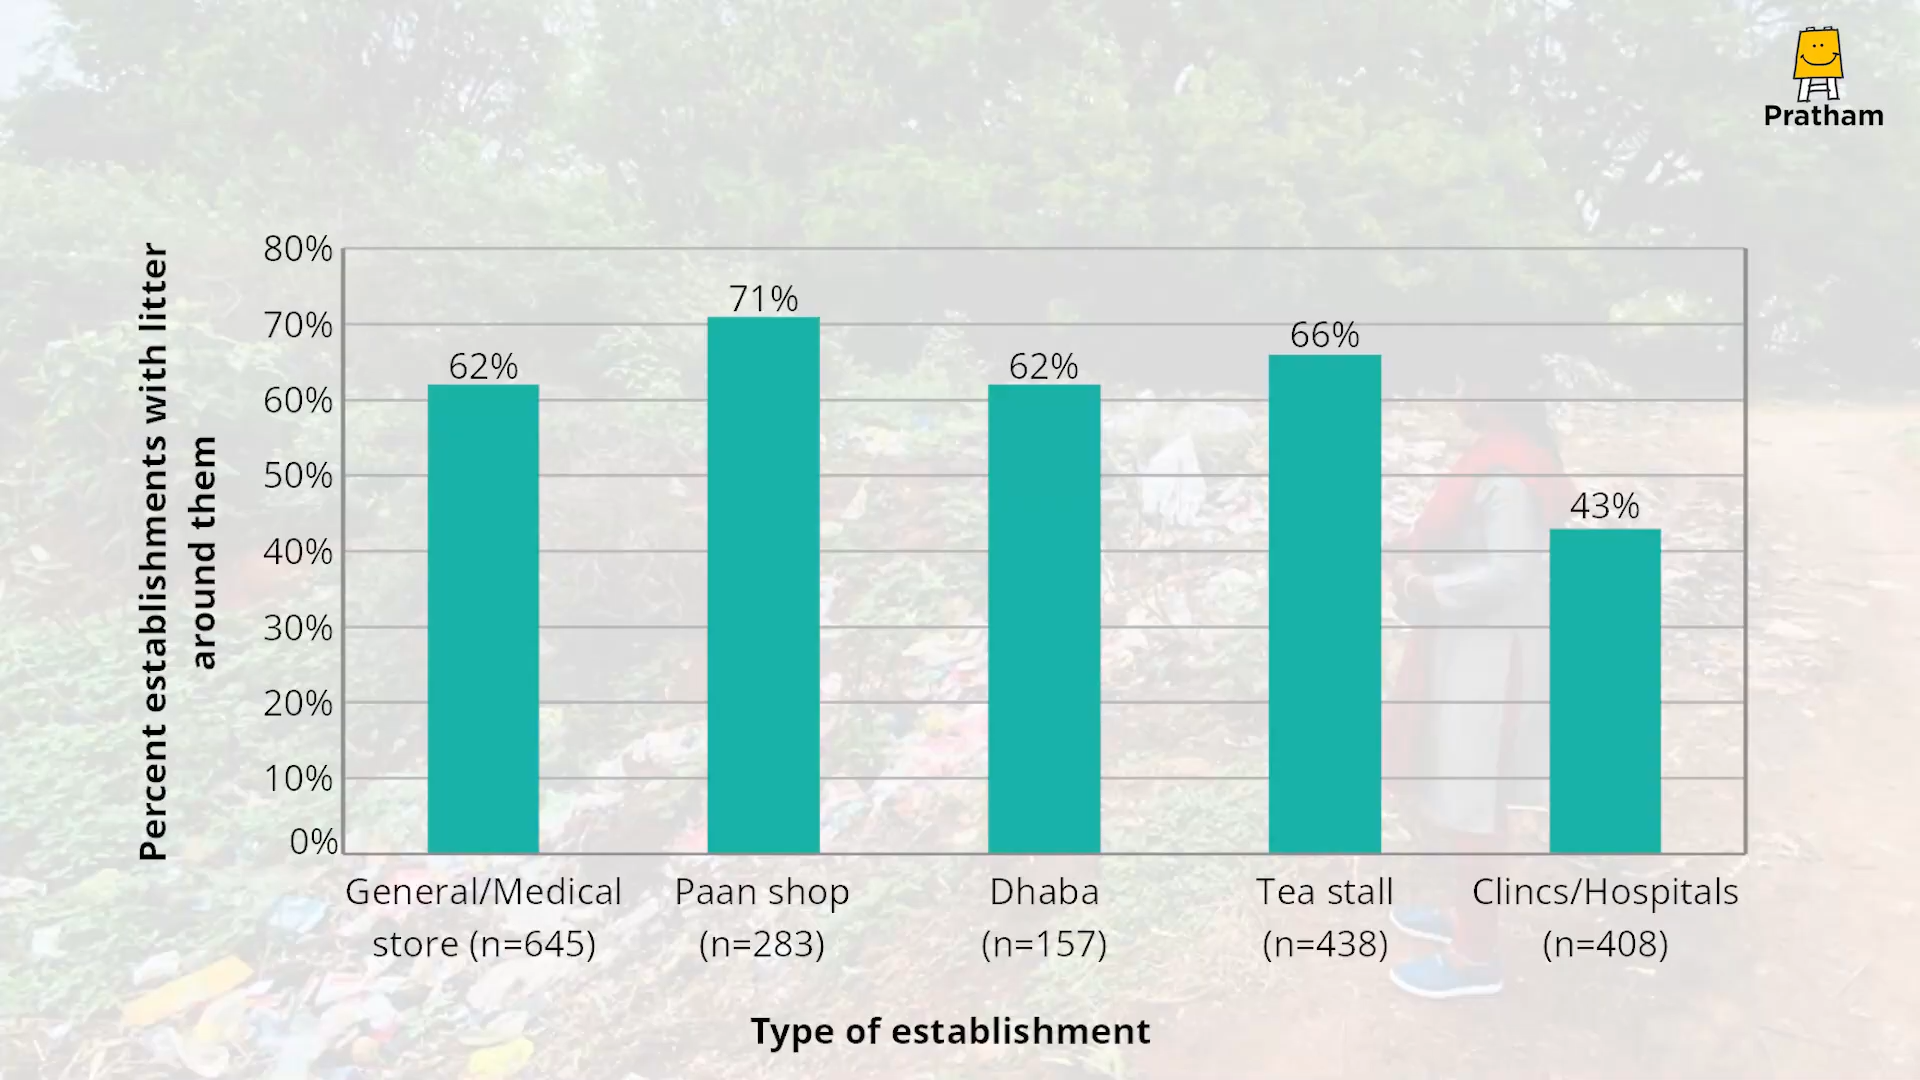 Pratham
Percent establishments with litter
around them
80%
70%
60%
50%
40%
30%
20%
10%
0%
62%
71%
62%
66%
43%
General/Medical
store (n=645)
Paan shop
(n=283)
Dhaba
(n=157)
Tea stall
(n=438)
Clincs/Hospitals
(n=408)
Type of establishment